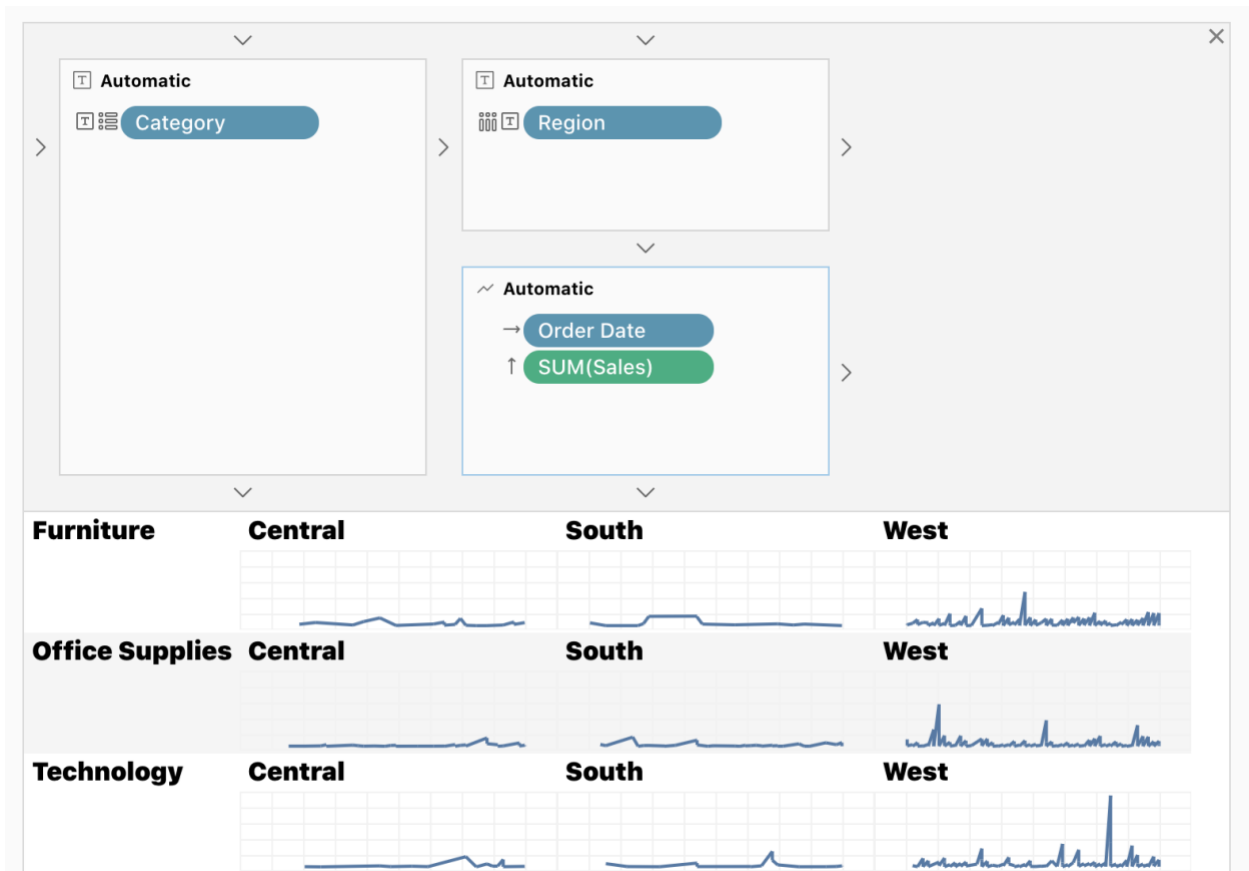 Automatic
Category
Automatic
Region
Automatic
Order Date
SUM(Sales)
Furniture Central South West
Office Supplies Central South West
Technology Central South West